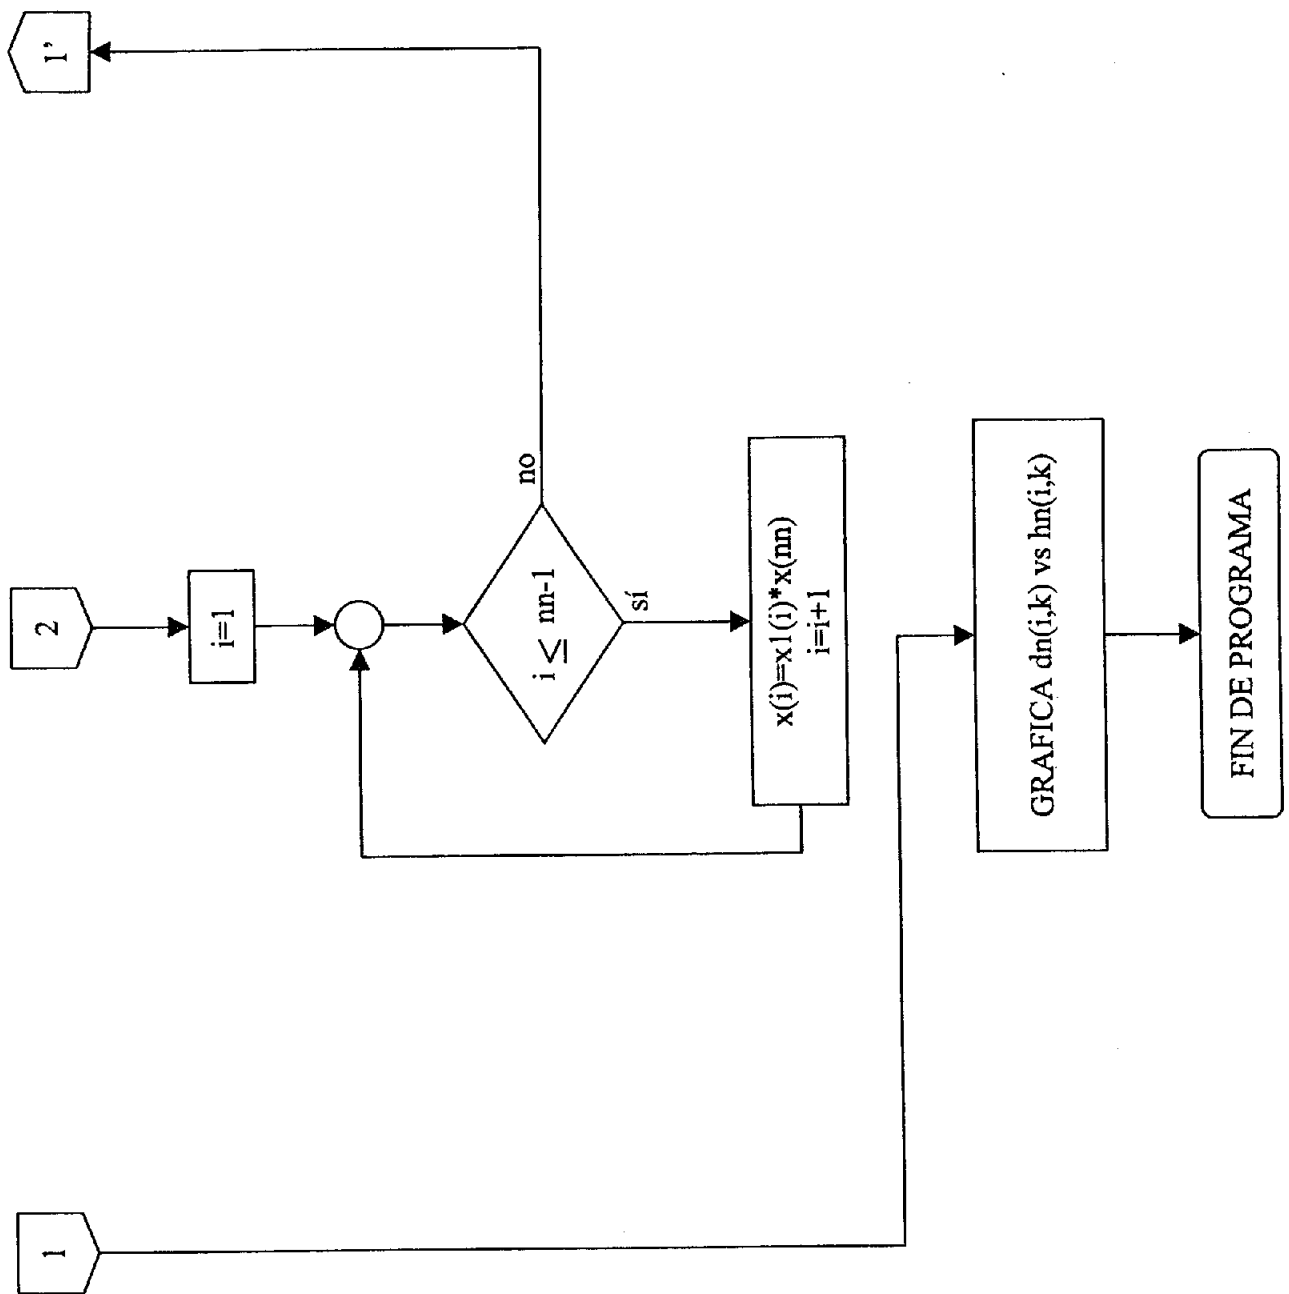 1
2
1'
i=1
i ≤ nn-1
no
sí
x(i)=x1(i)*x(nn)
i=i+1
GRAFICA dn(i,k) vs hn(i,k)
FIN DE PROGRAMA